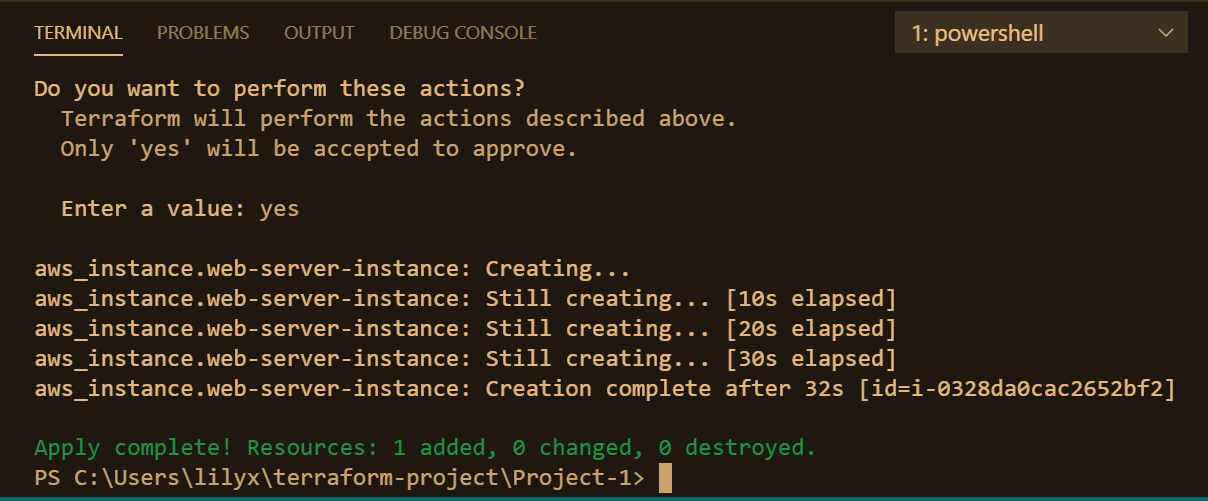 TERMINAL PROBLEMS OUTPUT DEBUG CONSOLE 1: powershell
Do you want to perform these actions?
Terraform will perform the actions described above.
Only 'yes' will be accepted to approve.
Enter a value: yes
aws_instance.web-server-instance: Creating...
aws_instance.web-server-instance: Still creating... [10s elapsed]
aws_instance.web-server-instance: Still creating... [20s elapsed]
aws_instance.web-server-instance: Still creating... [30s elapsed]
aws_instance.web-server-instance: Creation complete after 32s [id=i-0328da0cac2652bf2]
Apply complete! Resources: 1 added, 0 changed, 0 destroyed.
PS C:\Users\lilyx\terraform-project\Project-1>